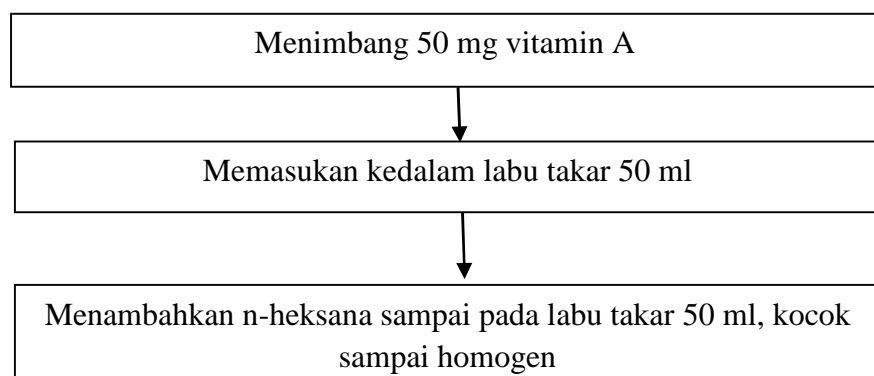 Menimbang 50 mg vitamin A
Memasukan kedalam labu takar 50 ml
Menambahkan n-heksana sampai pada labu takar 50 ml, kocok
sampai homogen